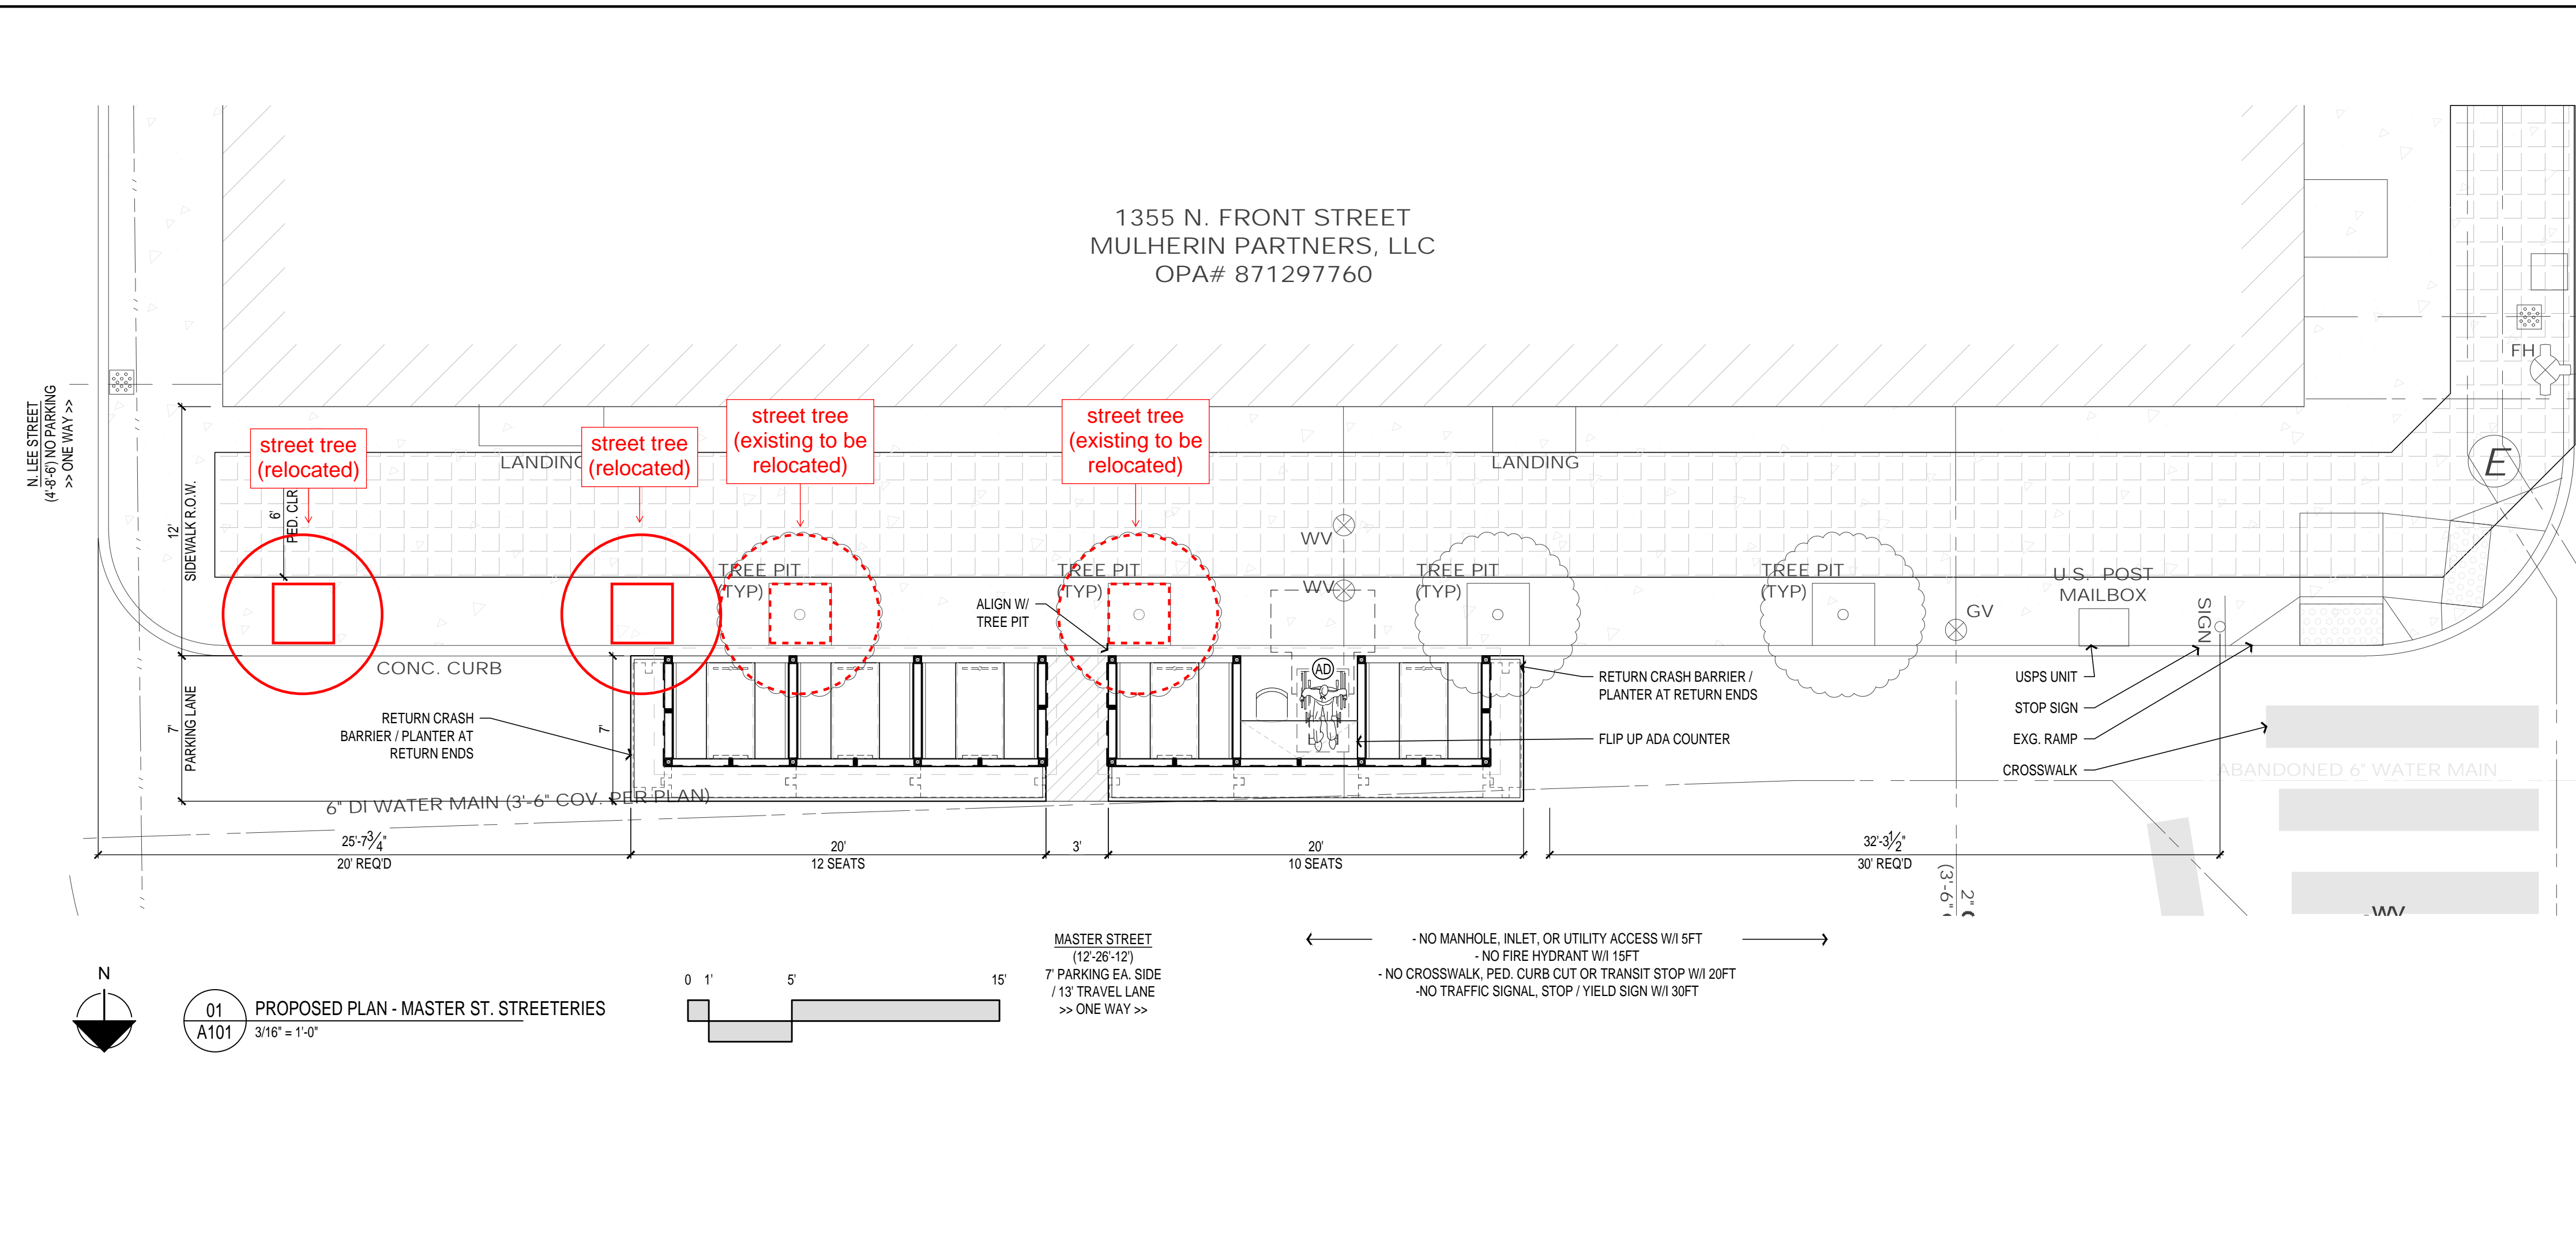 1355 N. FRONT STREET
MULHERIN PARTNERS, LLC
OPA# 871297760
FH
N. LEE STREET
(4'-8'-6') NO PARKING
>> ONE WAY >>
street tree
(relocated)
street tree
(relocated)
street tree
(existing to be
relocated)
street tree
(existing to be
relocated)
LANDING
E
12'
SIDEWALK R.O.W.
6'
PED. CLR
WV
WV
TREE PIT
(TYP)
TREE PIT
(TYP)
TREE PIT
(TYP)
TREE PIT
(TYP)
ALIGN W/
TREE PIT
GV
U.S. POST
MAILBOX
SIGN
CONC. CURB
7'
PARKING LANE
7'
AD
RETURN CRASH
BARRIER / PLANTER AT
RETURN ENDS
RETURN CRASH BARRIER /
PLANTER AT RETURN ENDS
FLIP UP ADA COUNTER
USPS UNIT
STOP SIGN
EXG. RAMP
CROSSWALK
ABANDONED 6" WATER MAIN
6" DI WATER MAIN (3'-6" COV. PER PLAN)
25'-7 3/4"
20' REQ'D
20'
12 SEATS
3'
20'
10 SEATS
32'-3 1/2"
30' REQ'D
2"
(3'-6"
WV
MASTER STREET
(12'-26'-12')
7' PARKING EA. SIDE
/ 13' TRAVEL LANE
>> ONE WAY >>
- NO MANHOLE, INLET, OR UTILITY ACCESS W/I 5FT
- NO FIRE HYDRANT W/I 15FT
- NO CROSSWALK, PED. CURB CUT OR TRANSIT STOP W/I 20FT
-NO TRAFFIC SIGNAL, STOP / YIELD SIGN W/I 30FT
N
01
A101
PROPOSED PLAN - MASTER ST. STREETERIES
3/16" = 1'-0"
0 1' 5' 15'